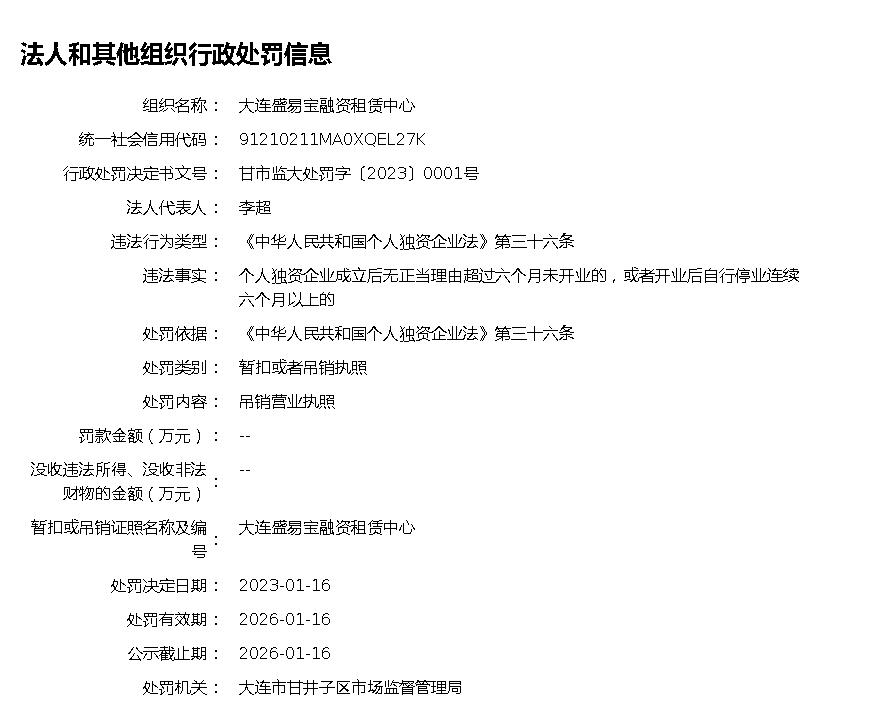 法人和其他组织行政处罚信息
组织名称： 大连盛易宝融资租赁中心
统一社会信用代码： 91210211MA0XQEL27K
行政处罚决定书文号： 甘市监大处罚字〔2023〕0001号
法人代表人： 李超
违法行为类型： 《中华人民共和国个人独资企业法》第三十六条
违法事实： 个人独资企业成立后无正当理由超过六个月未开业的，或者开业后自行停业连续
六个月以上的
处罚依据： 《中华人民共和国个人独资企业法》第三十六条
处罚类别： 暂扣或者吊销执照
处罚内容： 吊销营业执照
罚款金额（万元）： --
没收违法所得、没收非法
财物的金额（万元）： --
暂扣或吊销证照名称及编
号： 大连盛易宝融资租赁中心
处罚决定日期： 2023-01-16
处罚有效期： 2026-01-16
公示截止期： 2026-01-16
处罚机关： 大连市甘井子区市场监督管理局